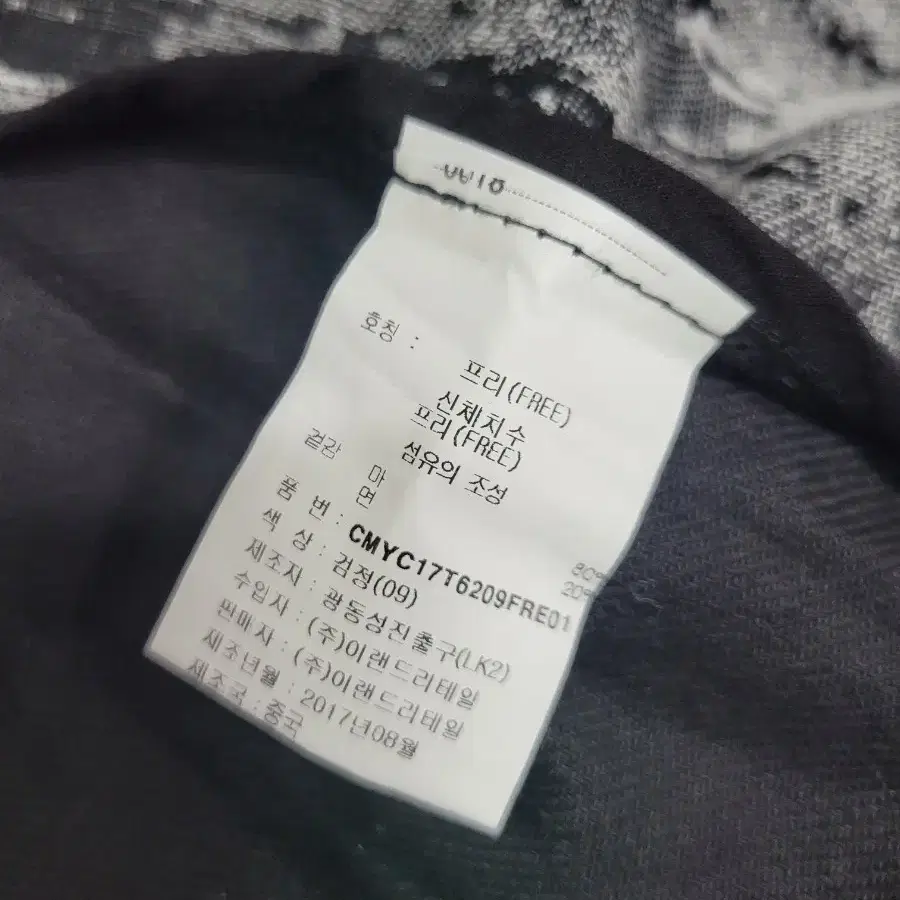 호칭 :
프리(FREE)
신체치수
프리(FREE)
섬유의 조성
겉감 마 80%
면 20%
품 번 : CMYC17T6209FRE01
색 상 : 검정(09)
제조자 : 광동성진출구(LK2)
수입자 : (주)이랜드리테일
판매자 : (주)이랜드리테일
제조년월 : 2017년08월
제조국 : 중국